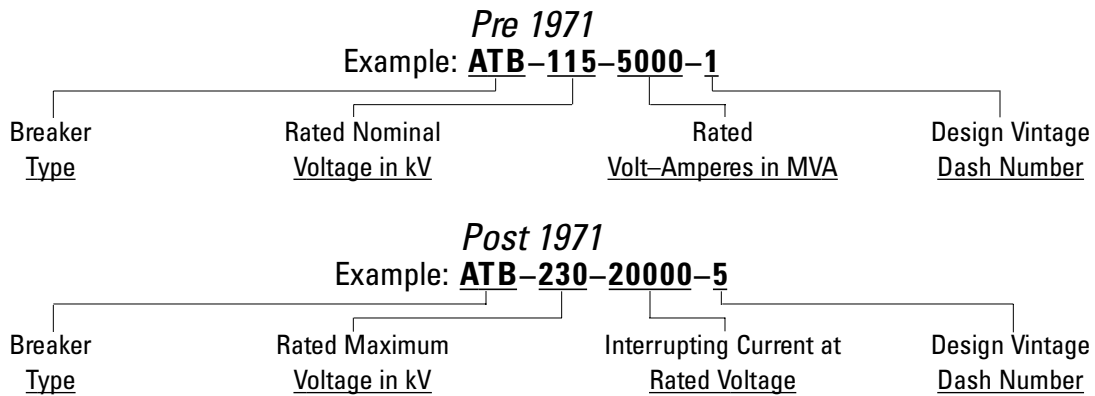 Pre 1971
Example: ATB–115–5000–1
Breaker Rated Nominal Rated Design Vintage
Type Voltage in kV Volt–Amperes in MVA Dash Number
Post 1971
Example: ATB–230–20000–5
Breaker Rated Maximum Interrupting Current at Design Vintage
Type Voltage in kV Rated Voltage Dash Number